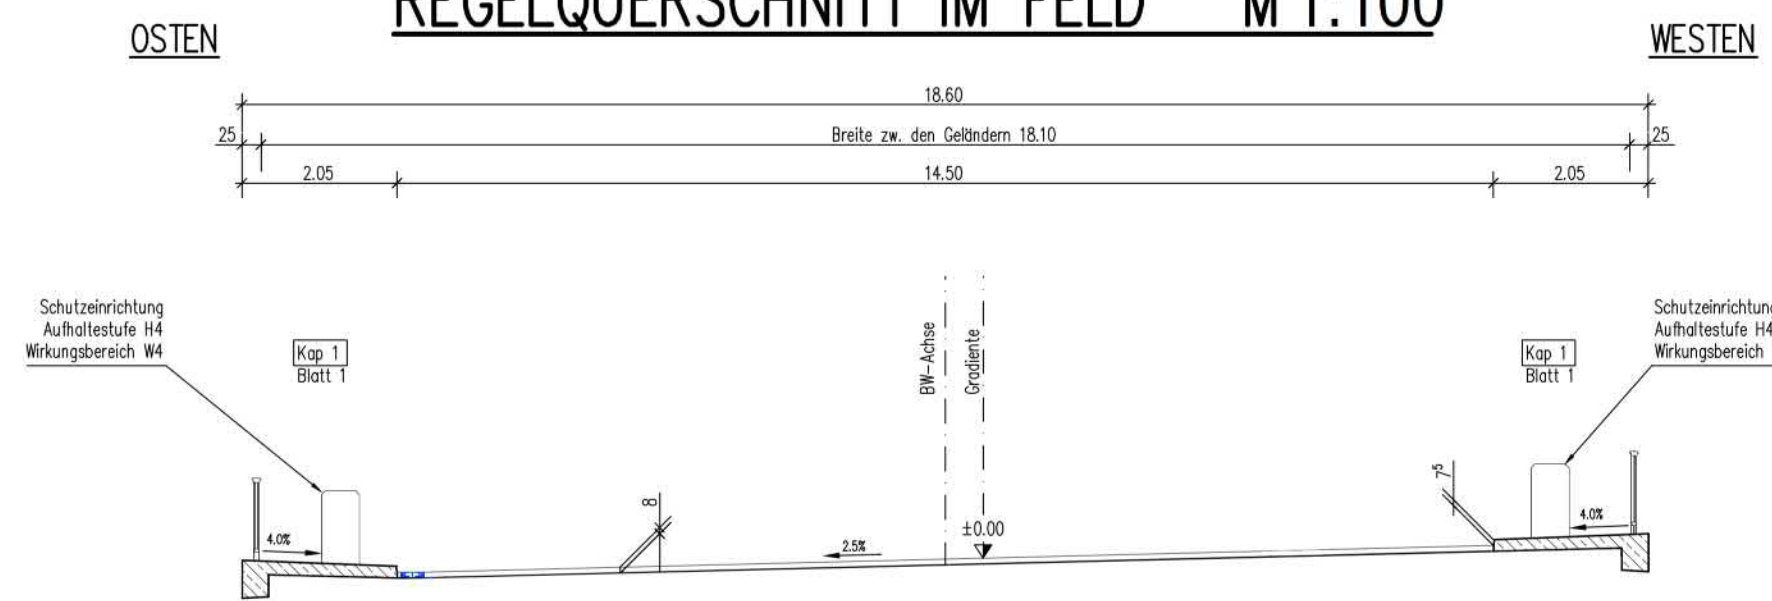 REGELQUERSCHNITT IM FELD M 1:100
OSTEN
WESTEN
18.60
25
Breite zw. den Geländern 18.10
25
2.05
14.50
2.05
Schutzeinrichtung
Aufhaltestufe H4
Wirkungsbereich W4
Kap 1
Blatt 1
BW-Achse
Gradiente
Kap 1
Blatt 1
Schutzeinrichtung
Aufhaltestufe H4
Wirkungsbereich
4.0%
8
2.5%
±0.00
7⁵
4.0%